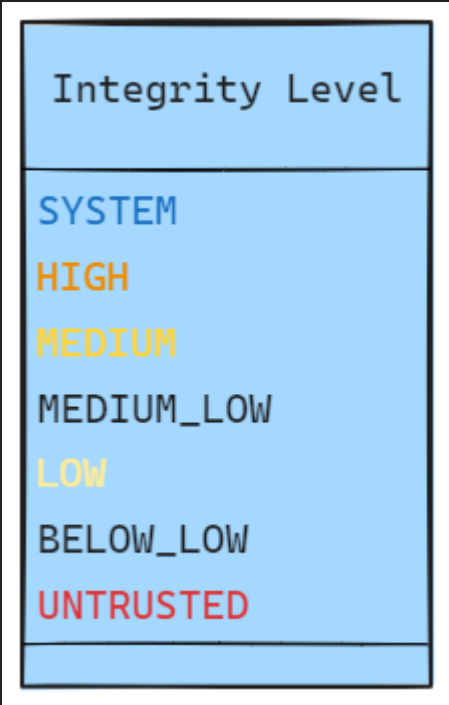 Integrity Level
SYSTEM
HIGH
MEDIUM
MEDIUM_LOW
LOW
BELOW_LOW
UNTRUSTED